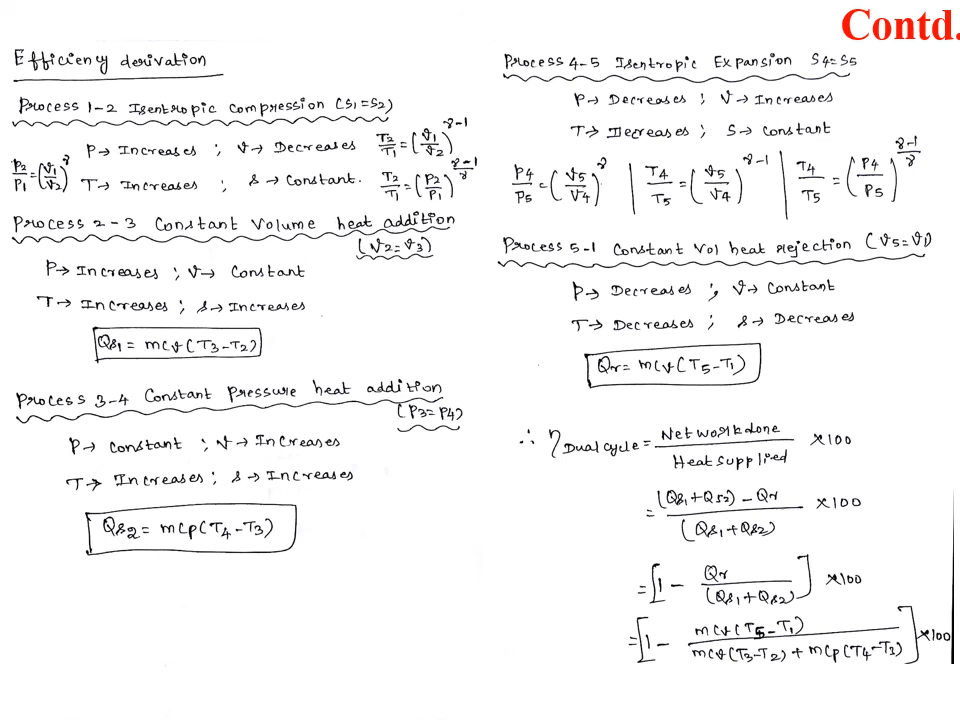 Contd.
Efficieny derivation
Process 1-2 Isentropic compression (s1=s2)
P→ Increases ; v→ Decreases T2/T1 = (v1/v2)^γ-1
P2/P1 = (v1/v2)^γ T→ Increases ; s→ Constant. T2/T1 = (P2/P1)^γ-1/γ
Process 2-3 Constant Volume heat addition
(v2=v3)
P→ Increases ; v→ Constant
T→ Increases ; s→ Increases
Qs1 = mcv(T3-T2)
Process 3-4 Constant Pressure heat addition
(P3=P4)
P→ constant ; v→ Increases
T→ Increases ; s→ Increases
Qs2 = mcp(T4-T3)
Process 4-5 Isentropic Expansion S4=S5
P→ Decreases ; v→ Increases
T→ Decreases ; s→ constant
P4/P5 = (v5/v4)^γ | T4/T5 = (v5/v4)^γ-1 | T4/T5 = (P4/P5)^γ-1/γ
Process 5-1 Constant Vol heat rejection (v5=v1)
P→ Decreases ; v→ Constant
T→ Decreases ; s→ Decreases
Qr = mcv(T5-T1)
∴ η Dual cycle = Net workdone / Heat supplied ×100
= (Qs1+Qs2) - Qr / (Qs1+Qs2) ×100
= [1 - Qr / (Qs1+Qs2)] ×100
= [1 - mcv(T5-T1) / mcv(T3-T2) + mcp(T4-T3)] ×100